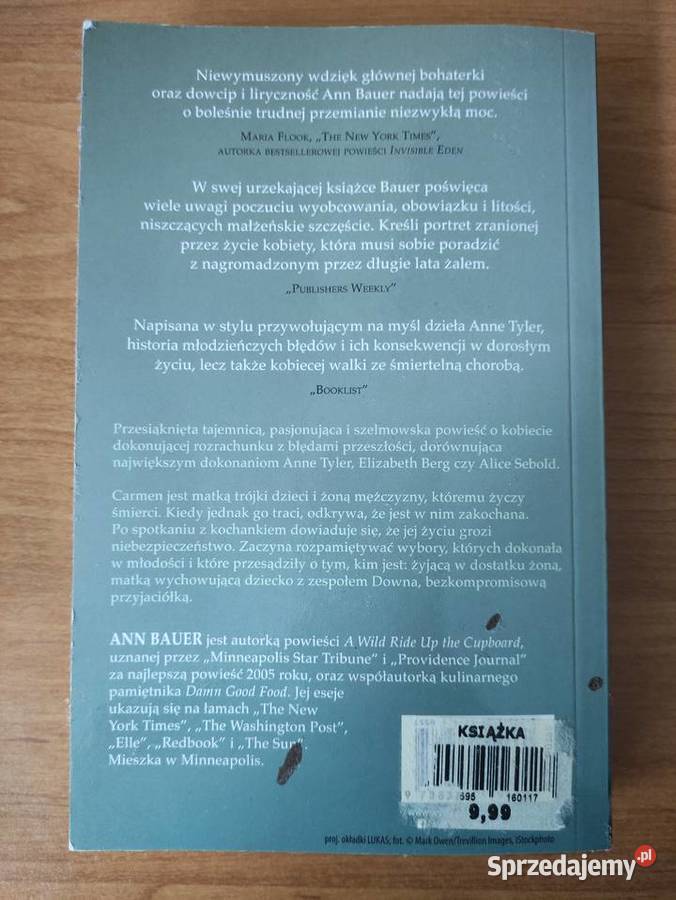 Niewymuszony wdzięk głównej bohaterki
oraz dowcip i liryczność Ann Bauer nadają tej powieści
o boleśnie trudnej przemianie niezwykłą moc.
Maria Flook, „The New York Times”,
autorka bestsellerowej powieści Invisible Eden
W swej urzekającej książce Bauer poświęca
wiele uwagi poczuciu wyobcowania, obowiązku i litości,
niszczących małżeńskie szczęście. Kreśli portret zranionej
przez życie kobiety, która musi sobie poradzić
z nagromadzonym przez długie lata żalem.
„Publishers Weekly”
Napisana w stylu przywołującym na myśl dzieła Anne Tyler,
historia młodzieńczych błędów i ich konsekwencji w dorosłym
życiu, lecz także kobiecej walki ze śmiertelną chorobą.
„Booklist”
Przesiąknięta tajemnicą, pasjonująca i szelmowska powieść o kobiecie
dokonującej rozrachunku z błędami przeszłości, dorównująca
największym dokonaniom Anne Tyler, Elizabeth Berg czy Alice Sebold.
Carmen jest matką trójki dzieci i żoną mężczyzny, któremu życzy
śmierci. Kiedy jednak go traci, odkrywa, że jest w nim zakochana.
Po spotkaniu z kochankiem dowiaduje się, że jej życiu grozi
niebezpieczeństwo. Zaczyna rozpamiętywać wybory, których dokonała
w młodości i które przesądziły o tym, kim jest: żyjącą w dostatku żoną,
matką wychowującą dziecko z zespołem Downa, bezkompromisową
przyjaciółką.
ANN BAUER jest autorką powieści A Wild Ride Up the Cupboard,
uznanej przez „Minneapolis Star Tribune” i „Providence Journal”
za najlepszą powieść 2005 roku, oraz współautorką kulinarnego
pamiętnika Damn Good Food. Jej eseje
ukazują się na łamach „The New
York Times”, „The Washington Post”,
„Elle”, „Redbook” i „The Sun”.
Mieszka w Minneapolis.
KSIĄŻKA
160117
9,99
proj. okładki LUKAS; fot. © Mark Owen/Trevillion Images, iStockphoto
Sprzedajemy.pl